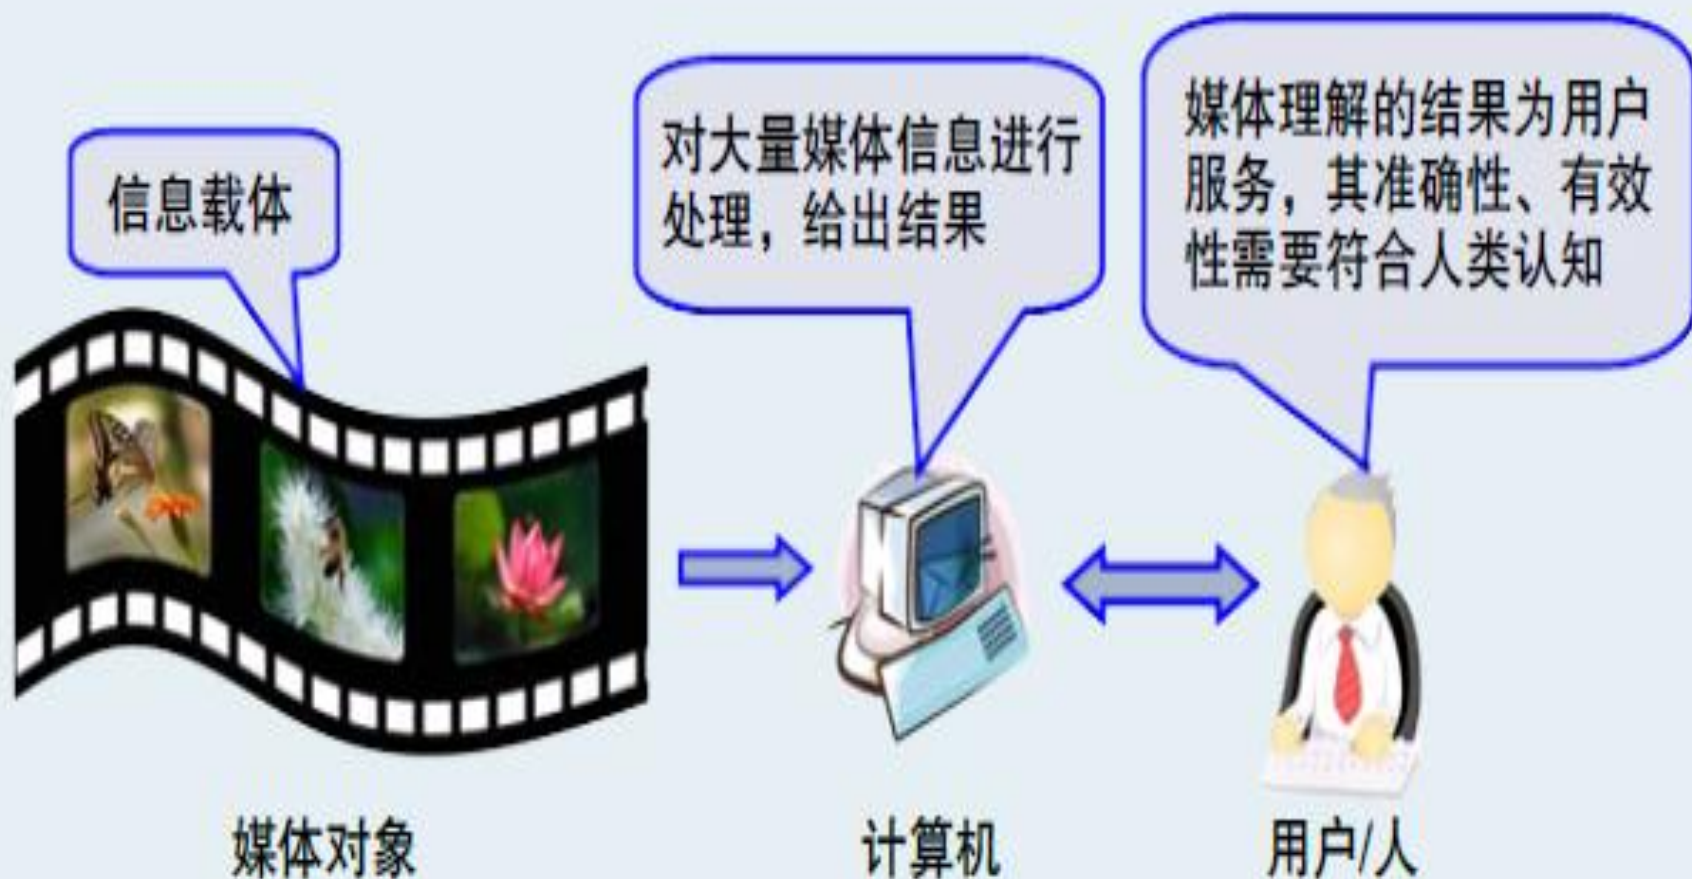 信息载体
对大量媒体信息进行
处理，给出结果
媒体理解的结果为用户
服务，其准确性、有效
性需要符合人类认知
媒体对象
计算机
用户/人